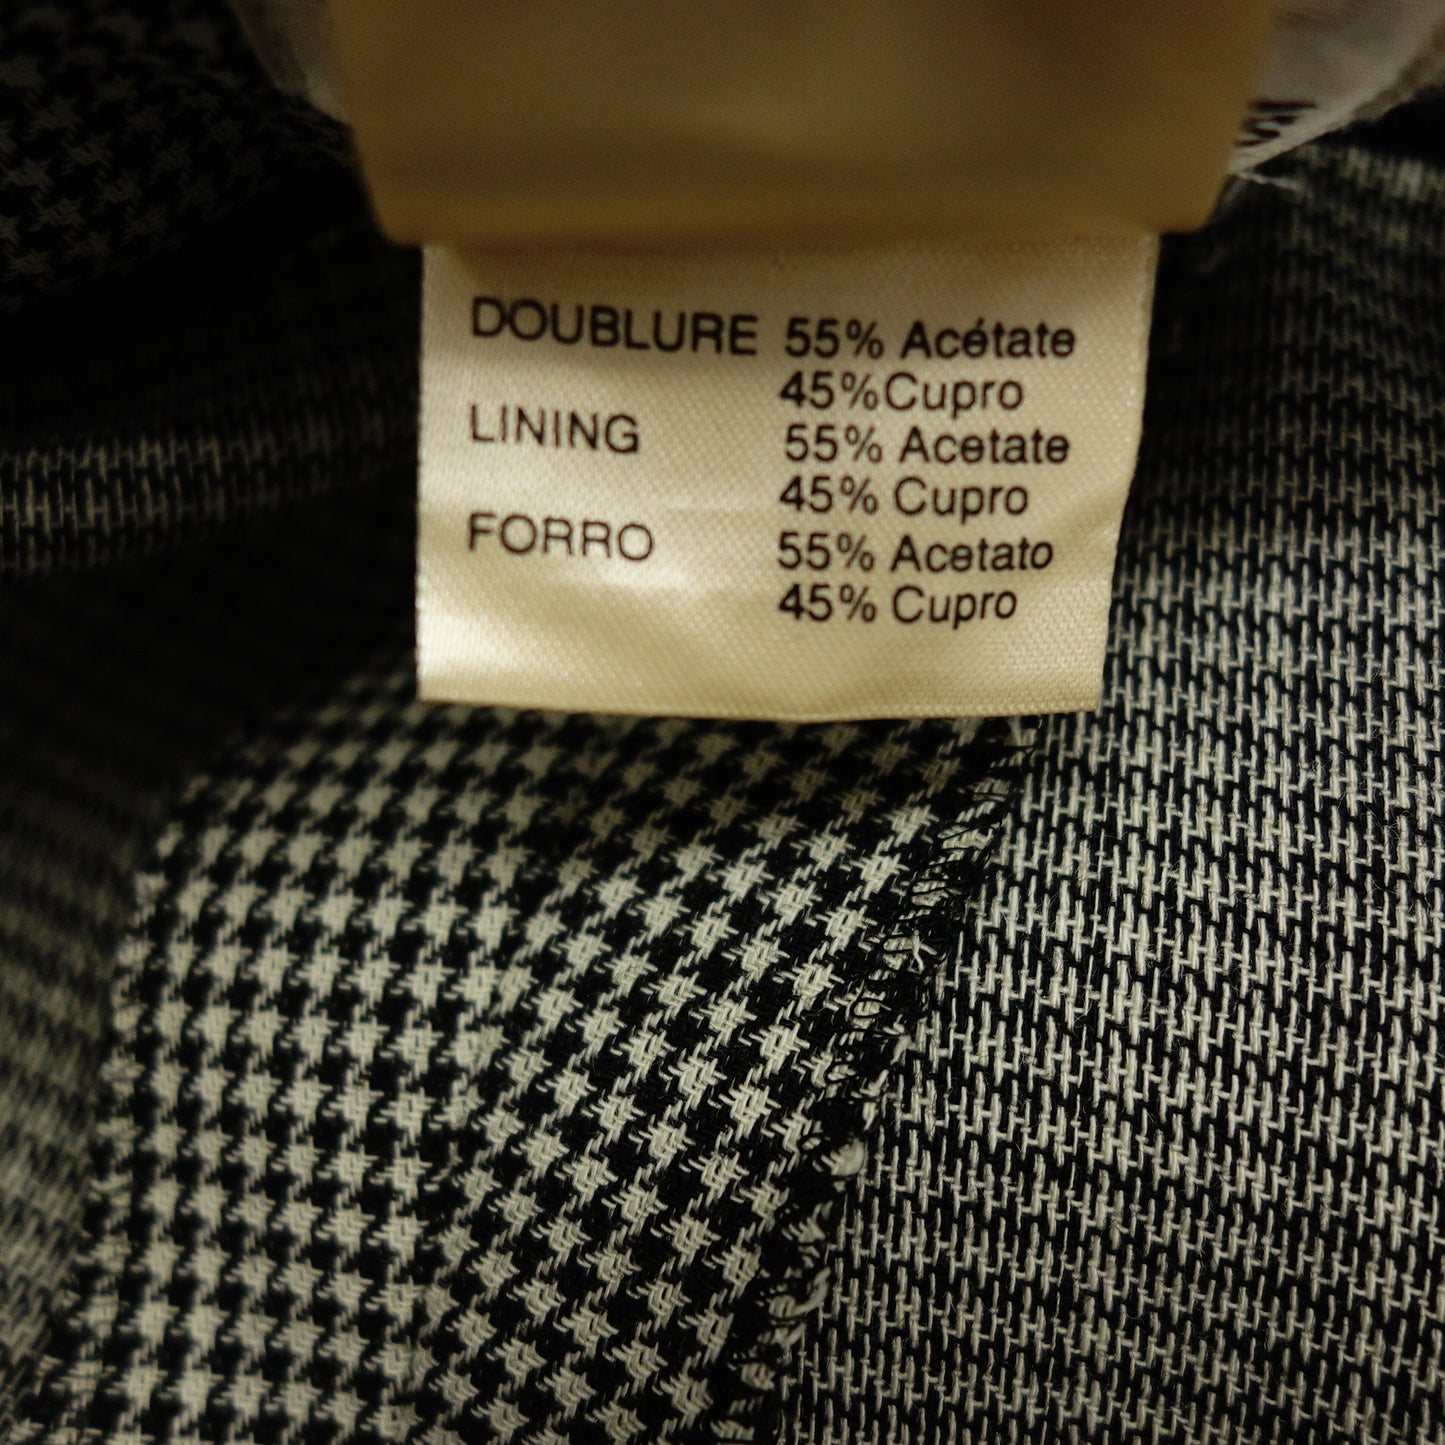 DOUBLURE 55% Acétate
45%Cupro
LINING 55% Acetate
45% Cupro
FORRO 55% Acetato
45% Cupro